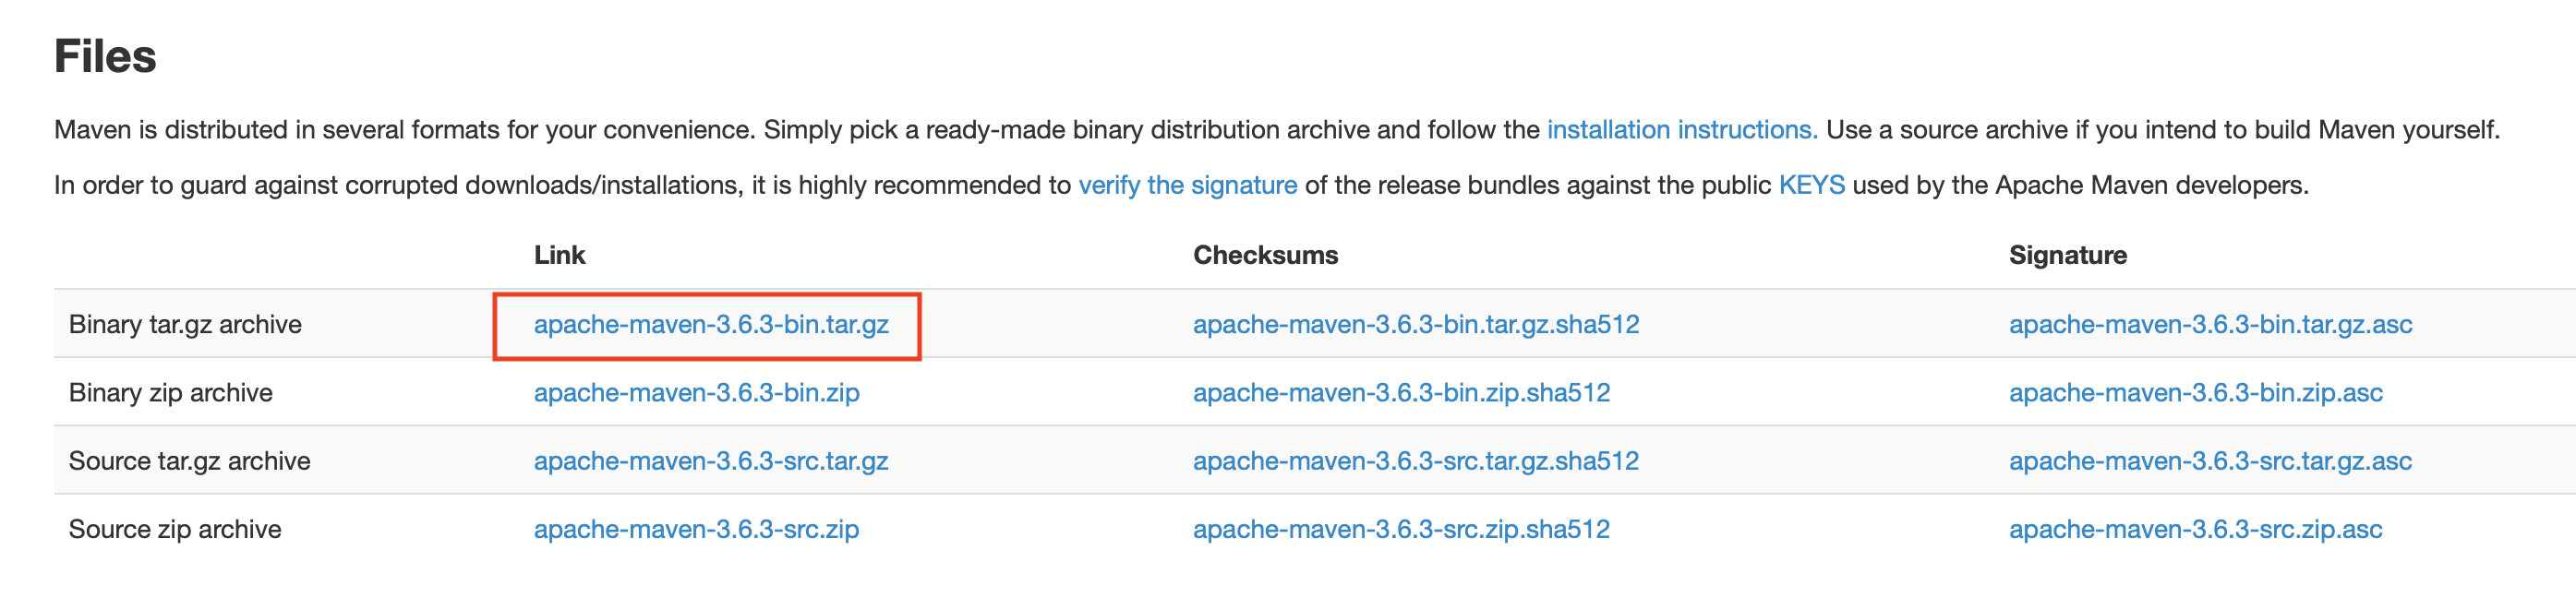 Files
Maven is distributed in several formats for your convenience. Simply pick a ready-made binary distribution archive and follow the installation instructions. Use a source archive if you intend to build Maven yourself.
In order to guard against corrupted downloads/installations, it is highly recommended to verify the signature of the release bundles against the public KEYS used by the Apache Maven developers.
Link Checksums Signature
Binary tar.gz archive apache-maven-3.6.3-bin.tar.gz apache-maven-3.6.3-bin.tar.gz.sha512 apache-maven-3.6.3-bin.tar.gz.asc
Binary zip archive apache-maven-3.6.3-bin.zip apache-maven-3.6.3-bin.zip.sha512 apache-maven-3.6.3-bin.zip.asc
Source tar.gz archive apache-maven-3.6.3-src.tar.gz apache-maven-3.6.3-src.tar.gz.sha512 apache-maven-3.6.3-src.tar.gz.asc
Source zip archive apache-maven-3.6.3-src.zip apache-maven-3.6.3-src.zip.sha512 apache-maven-3.6.3-src.zip.asc